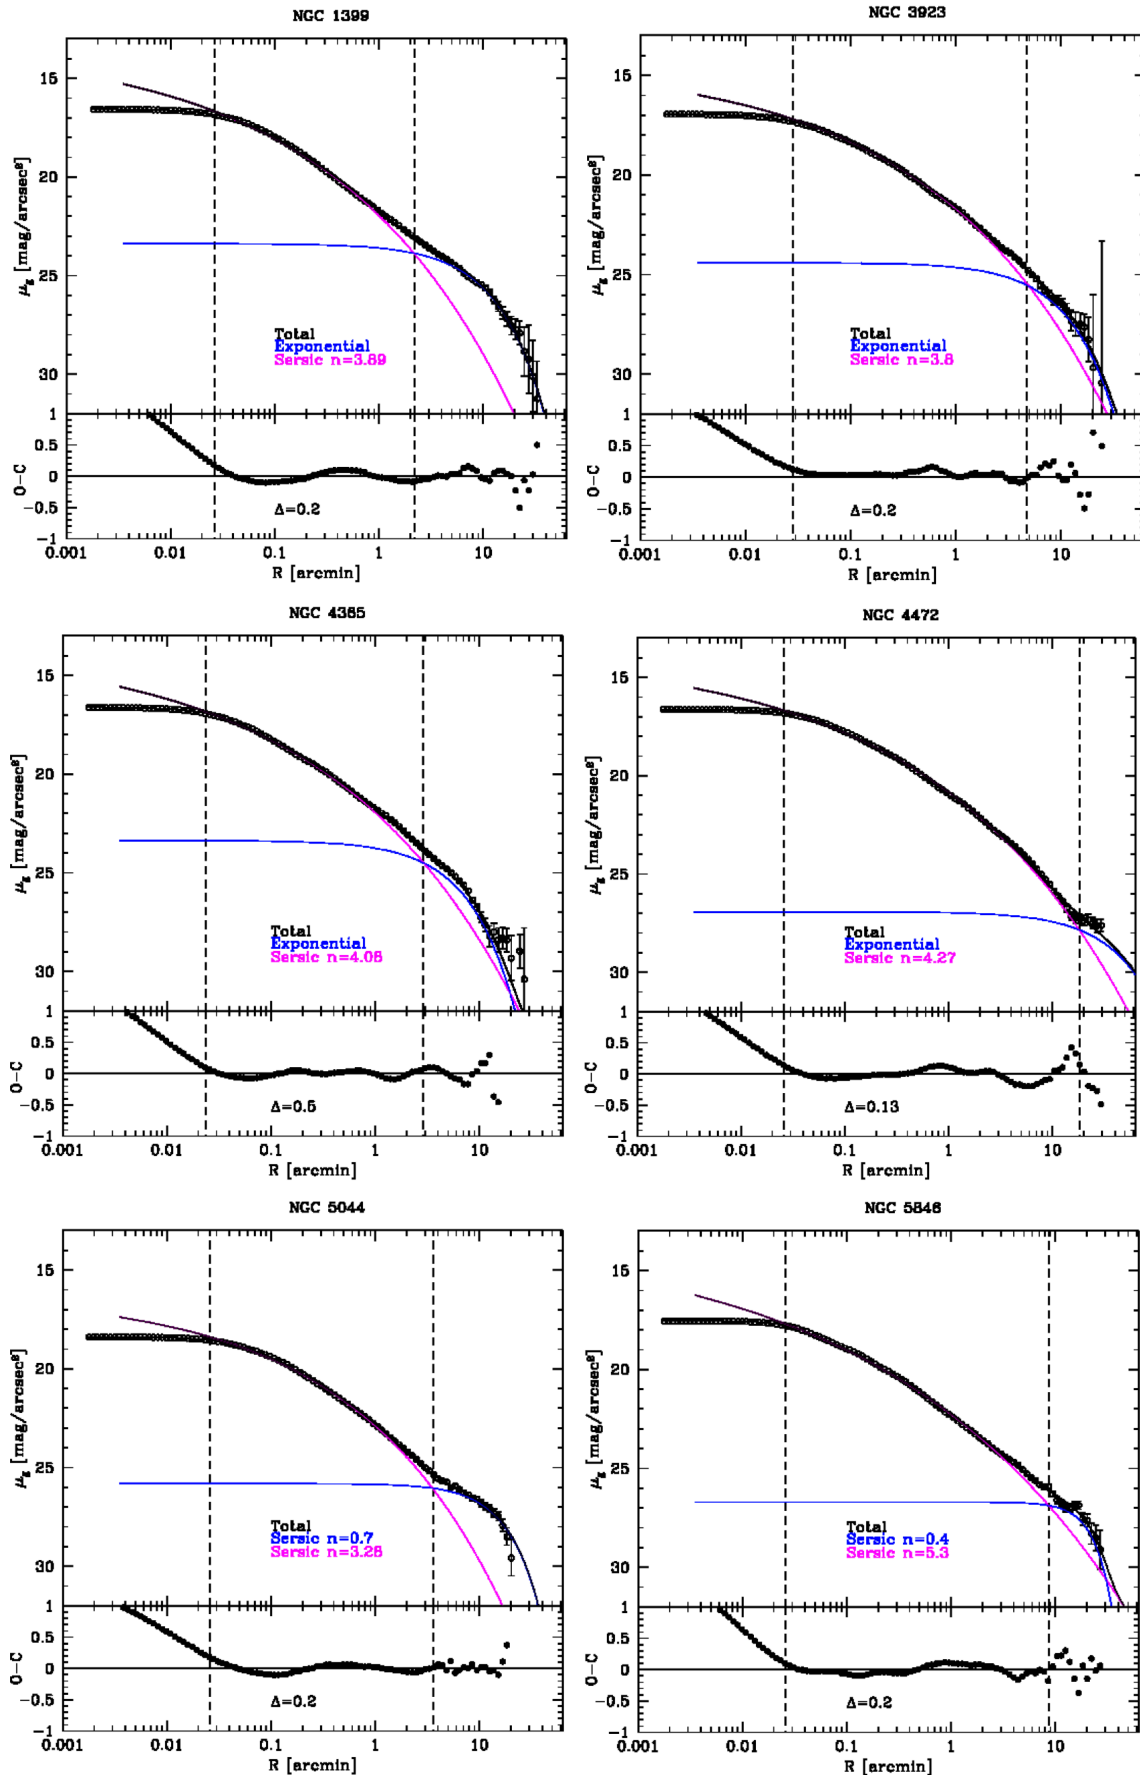 NGC 1399
15
20
25
30
μg [mag/arcsec²]
Total
Exponential
Sersic n=3.89
1
0.5
0
−0.5
−1
O−C
Δ=0.2
0.001 0.01 0.1 1 10
R [arcmin]
NGC 3923
15
20
25
30
μg [mag/arcsec²]
Total
Exponential
Sersic n=3.8
1
0.5
0
−0.5
−1
O−C
Δ=0.2
0.001 0.01 0.1 1 10
R [arcmin]
NGC 4365
15
20
25
30
μg [mag/arcsec²]
Total
Exponential
Sersic n=4.06
1
0.5
0
−0.5
−1
O−C
Δ=0.5
0.001 0.01 0.1 1 10
R [arcmin]
NGC 4472
15
20
25
30
μg [mag/arcsec²]
Total
Exponential
Sersic n=4.27
1
0.5
0
−0.5
−1
O−C
Δ=0.13
0.001 0.01 0.1 1 10
R [arcmin]
NGC 5044
15
20
25
30
μg [mag/arcsec²]
Total
Sersic n=0.7
Sersic n=3.28
1
0.5
0
−0.5
−1
O−C
Δ=0.2
0.001 0.01 0.1 1 10
R [arcmin]
NGC 5846
15
20
25
30
μg [mag/arcsec²]
Total
Sersic n=0.4
Sersic n=5.3
1
0.5
0
−0.5
−1
O−C
Δ=0.2
0.001 0.01 0.1 1 10
R [arcmin]